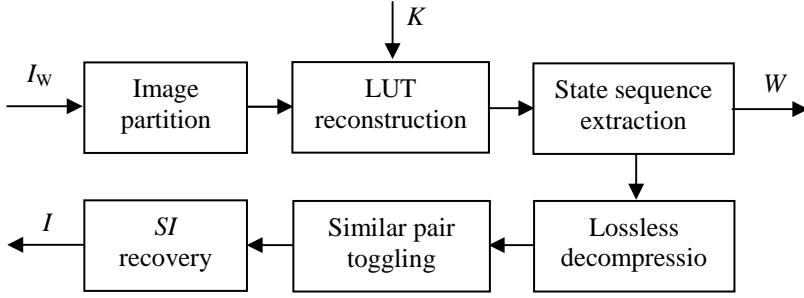 K
I_W
Image
partition
LUT
reconstruction
State sequence
extraction
W
I
SI
recovery
Similar pair
toggling
Lossless
decompressio